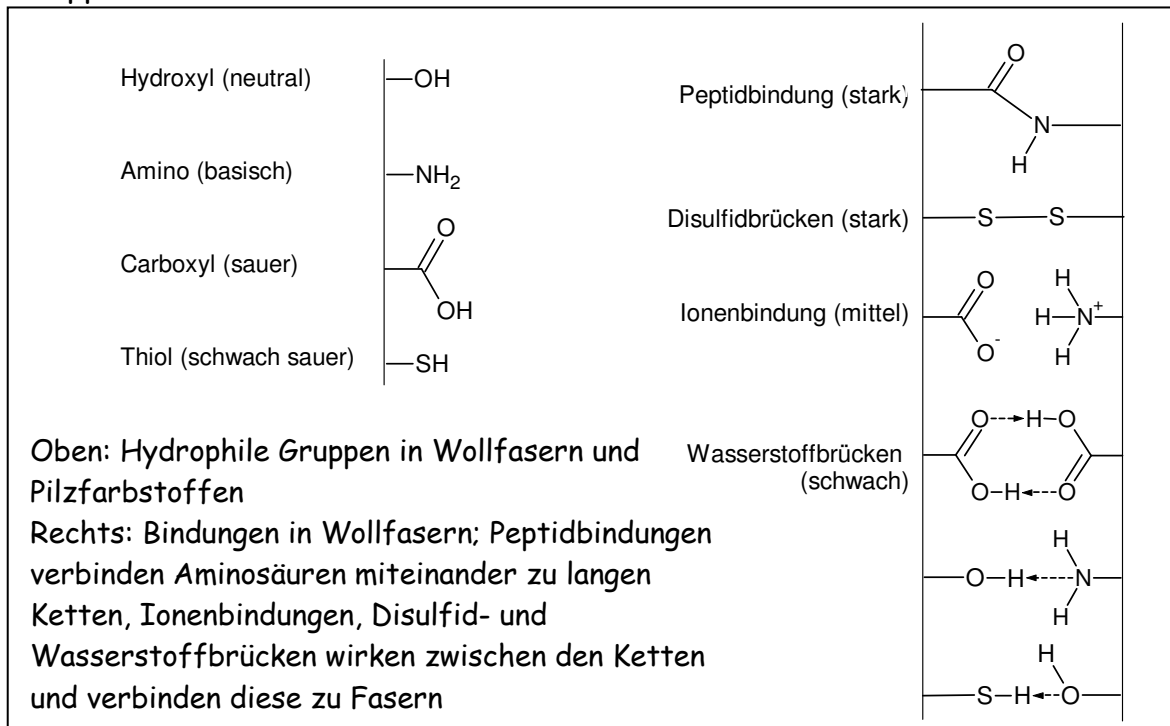 Hydroxyl (neutral)
OH
Amino (basisch)
NH2
Carboxyl (sauer)
O
OH
Thiol (schwach sauer)
SH
Oben: Hydrophile Gruppen in Wollfasern und
Pilzfarbstoffen
Rechts: Bindungen in Wollfasern; Peptidbindungen
verbinden Aminosäuren miteinander zu langen
Ketten, Ionenbindungen, Disulfid- und
Wasserstoffbrücken wirken zwischen den Ketten
und verbinden diese zu Fasern
Peptidbindung (stark)
O
N
H
Disulfidbrücken (stark)
S S
Ionenbindung (mittel)
O H
H N+
O- H
Wasserstoffbrücken
(schwach)
O H O
O H O
H
O H N
H
H
S H O